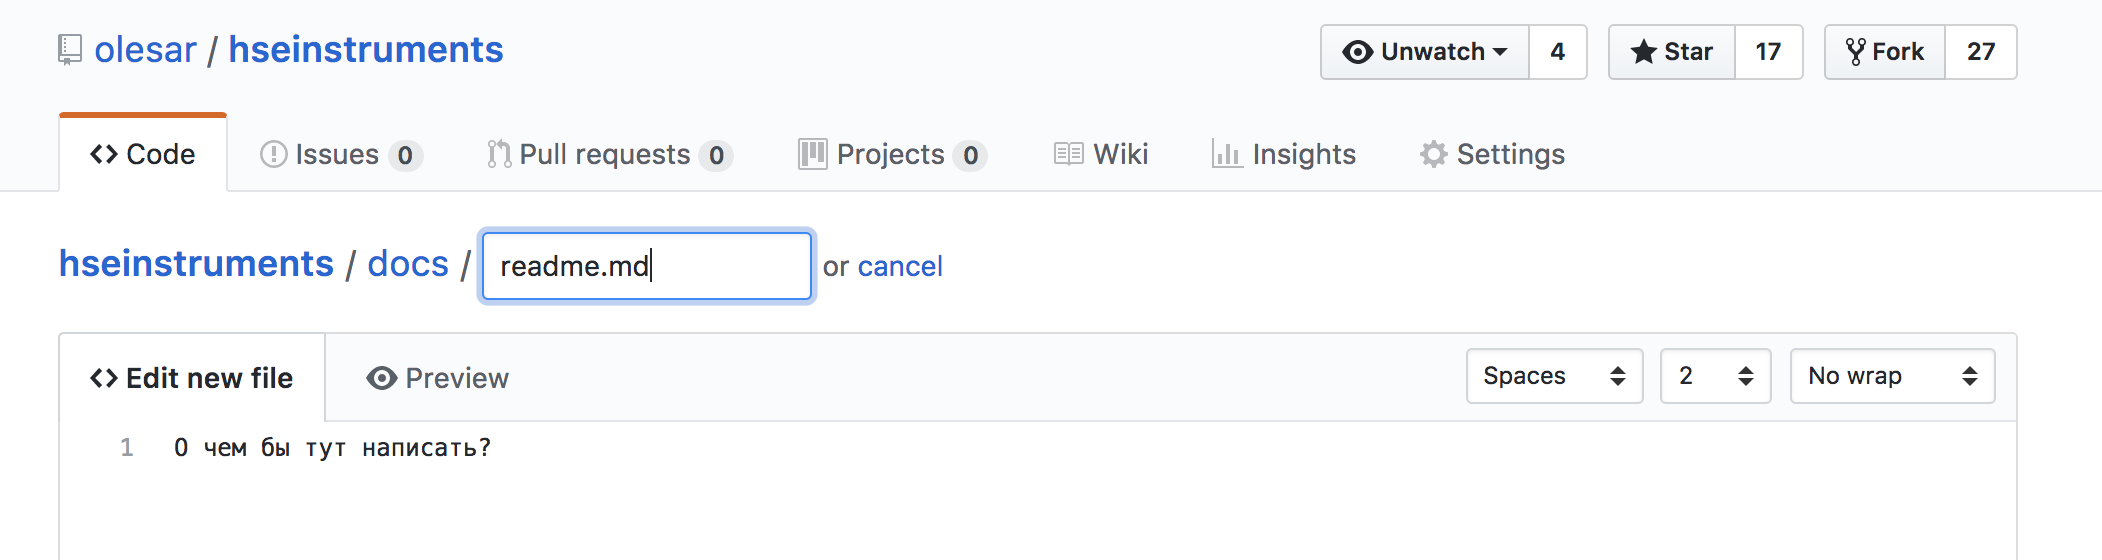 olesar / hseinstruments
Unwatch 4 Star 17 Fork 27
Code Issues 0 Pull requests 0 Projects 0 Wiki Insights Settings
hseinstruments / docs / readme.md or cancel
Edit new file Preview Spaces 2 No wrap
1 О чем бы тут написать?